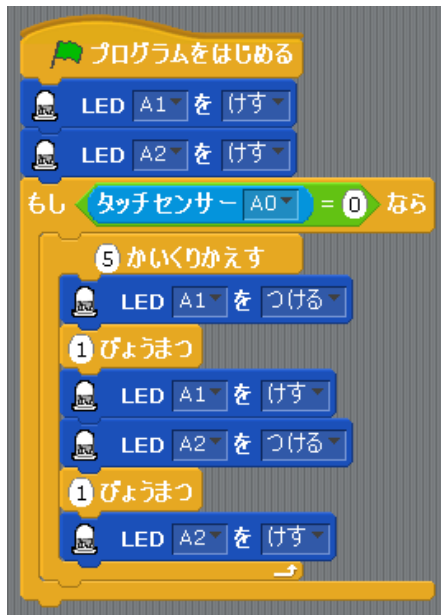 プログラムをはじめる
LED A1 を けす
LED A2 を けす
もし タッチセンサー A0 = 0 なら
5 かいくりかえす
LED A1 を つける
1 びょうまつ
LED A1 を けす
LED A2 を つける
1 びょうまつ
LED A2 を けす